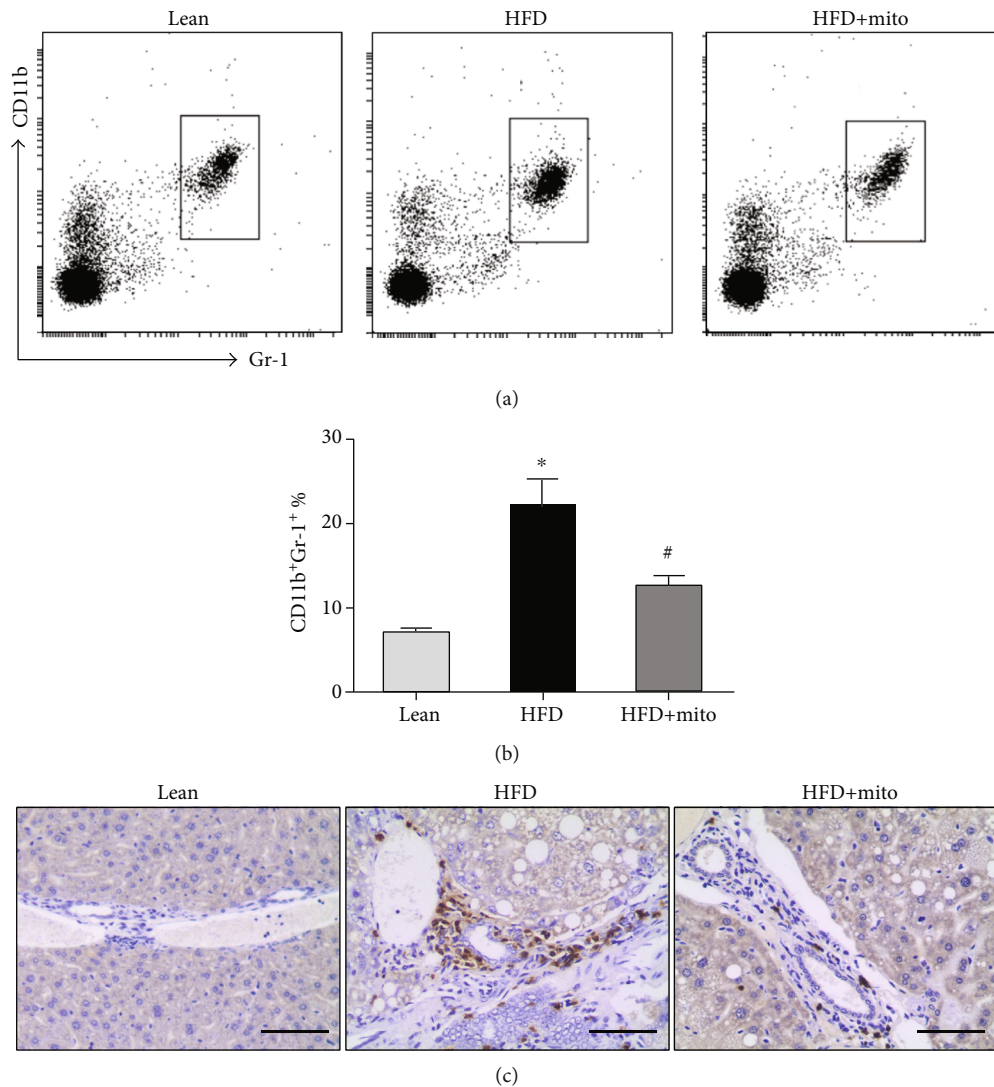 Lean HFD HFD+mito
CD11b
Gr-1
(a)
30
20
10
0
CD11b⁺Gr-1⁺ %
*
#
Lean HFD HFD+mito
(b)
Lean HFD HFD+mito
(c)